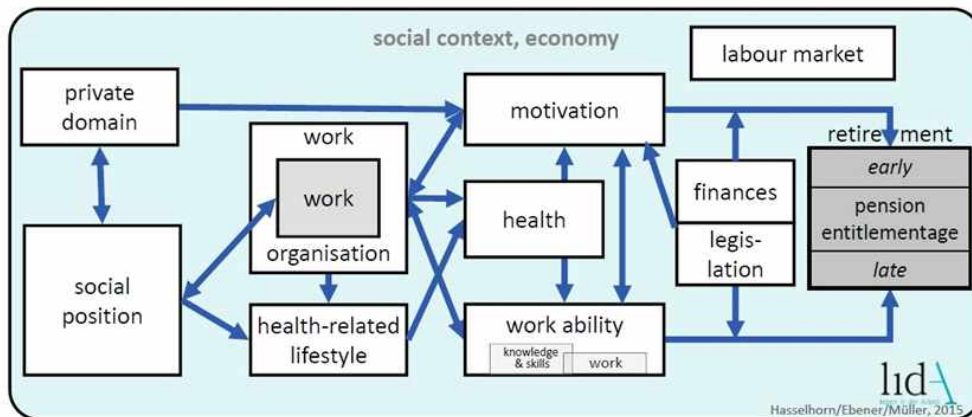 social context, economy
labour market
private
domain
motivation
work
work
organisation
retirement
early
pension
entitlementage
late
finances
legis-
lation
health
social
position
health-related
lifestyle
work ability
knowledge
& skills
work
lidA
Hasselhorn/Ebener/Müller, 2015